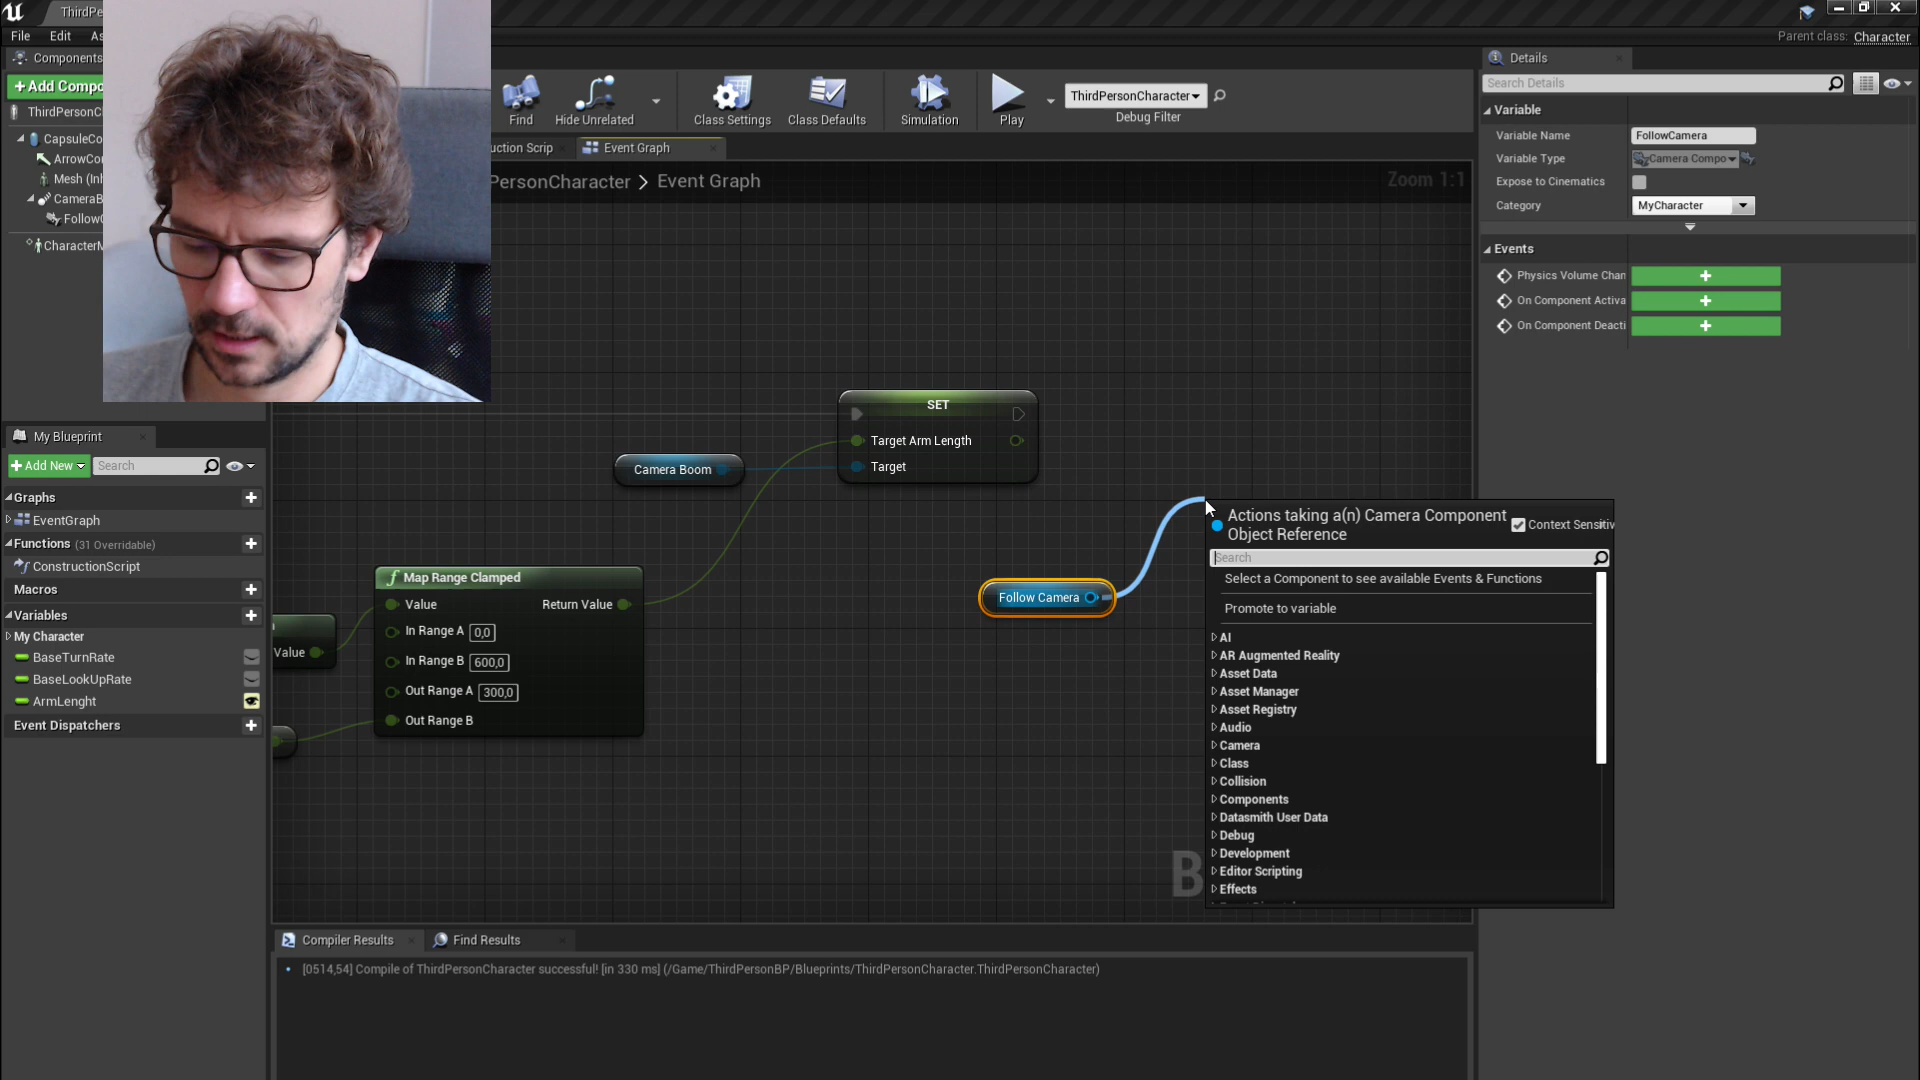 ThirdPe
File Edit As
Parent class: Character
Components
+Add Compo
ThirdPersonC
CapsuleCo
ArrowCo
Mesh (Inh
CameraB
FollowC
CharacterM
Find
Hide Unrelated
Class Settings
Class Defaults
Simulation
Play
ThirdPersonCharacter
Debug Filter
uction Scrip
Event Graph
PersonCharacter > Event Graph
Zoom 1:1
SET
Target Arm Length
Target
Camera Boom
Map Range Clamped
Value
Return Value
In Range A 0,0
In Range B 600,0
Out Range A 300,0
Out Range B
Value
Follow Camera
B
Actions taking a(n) Camera Component
Object Reference
Context Sensitiv
Search
Select a Component to see available Events & Functions
Promote to variable
AI
AR Augmented Reality
Asset Data
Asset Manager
Asset Registry
Audio
Camera
Class
Collision
Components
Datasmith User Data
Debug
Development
Editor Scripting
Effects
My Blueprint
+Add New
Search
Graphs
EventGraph
Functions (31 Overridable)
ConstructionScript
Macros
Variables
My Character
BaseTurnRate
BaseLookUpRate
ArmLenght
Event Dispatchers
Compiler Results
Find Results
[0514,54] Compile of ThirdPersonCharacter successful! [in 330 ms] (/Game/ThirdPersonBP/Blueprints/ThirdPersonCharacter.ThirdPersonCharacter)
Details
Search Details
Variable
Variable Name FollowCamera
Variable Type Camera Compo
Expose to Cinematics
Category MyCharacter
Events
Physics Volume Chan
On Component Activa
On Component Deacti